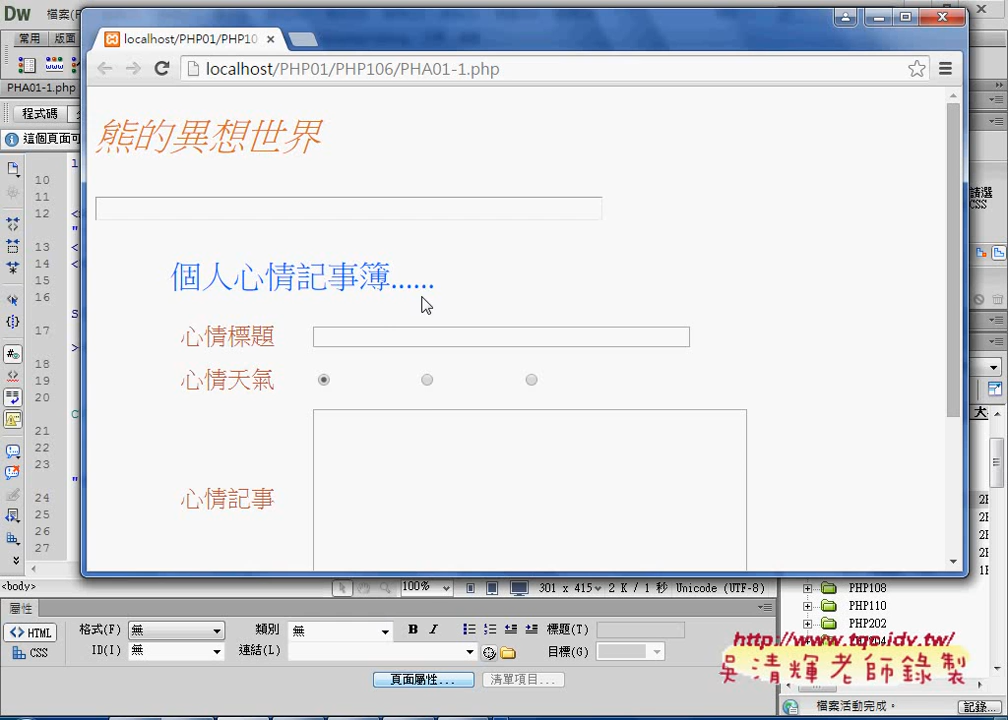 Dw 檔案(F
常用 版面
localhost/PHP01/PHP10
localhost/PHP01/PHP106/PHA01-1.php
PHA01-1.php
程式碼
這個頁面可
請選
CSS
熊的異想世界
個人心情記事簿......
心情標題
心情天氣
心情記事
10
11
12
13
14
15
16
17
18
19
20
21
22
23
24
25
26
27
<body>
100%
301 x 415
2 K / 1 秒 Unicode (UTF-8)
屬性
HTML
CSS
格式(F) 無
類別 無
B I
標題(T)
ID(I) 無
連結(L)
目標(G)
頁面屬性...
清單項目...
PHP108
PHP110
PHP202
http://www.tqu.idv.tw/
吳清輝老師錄製
檔案活動完成。
記錄...